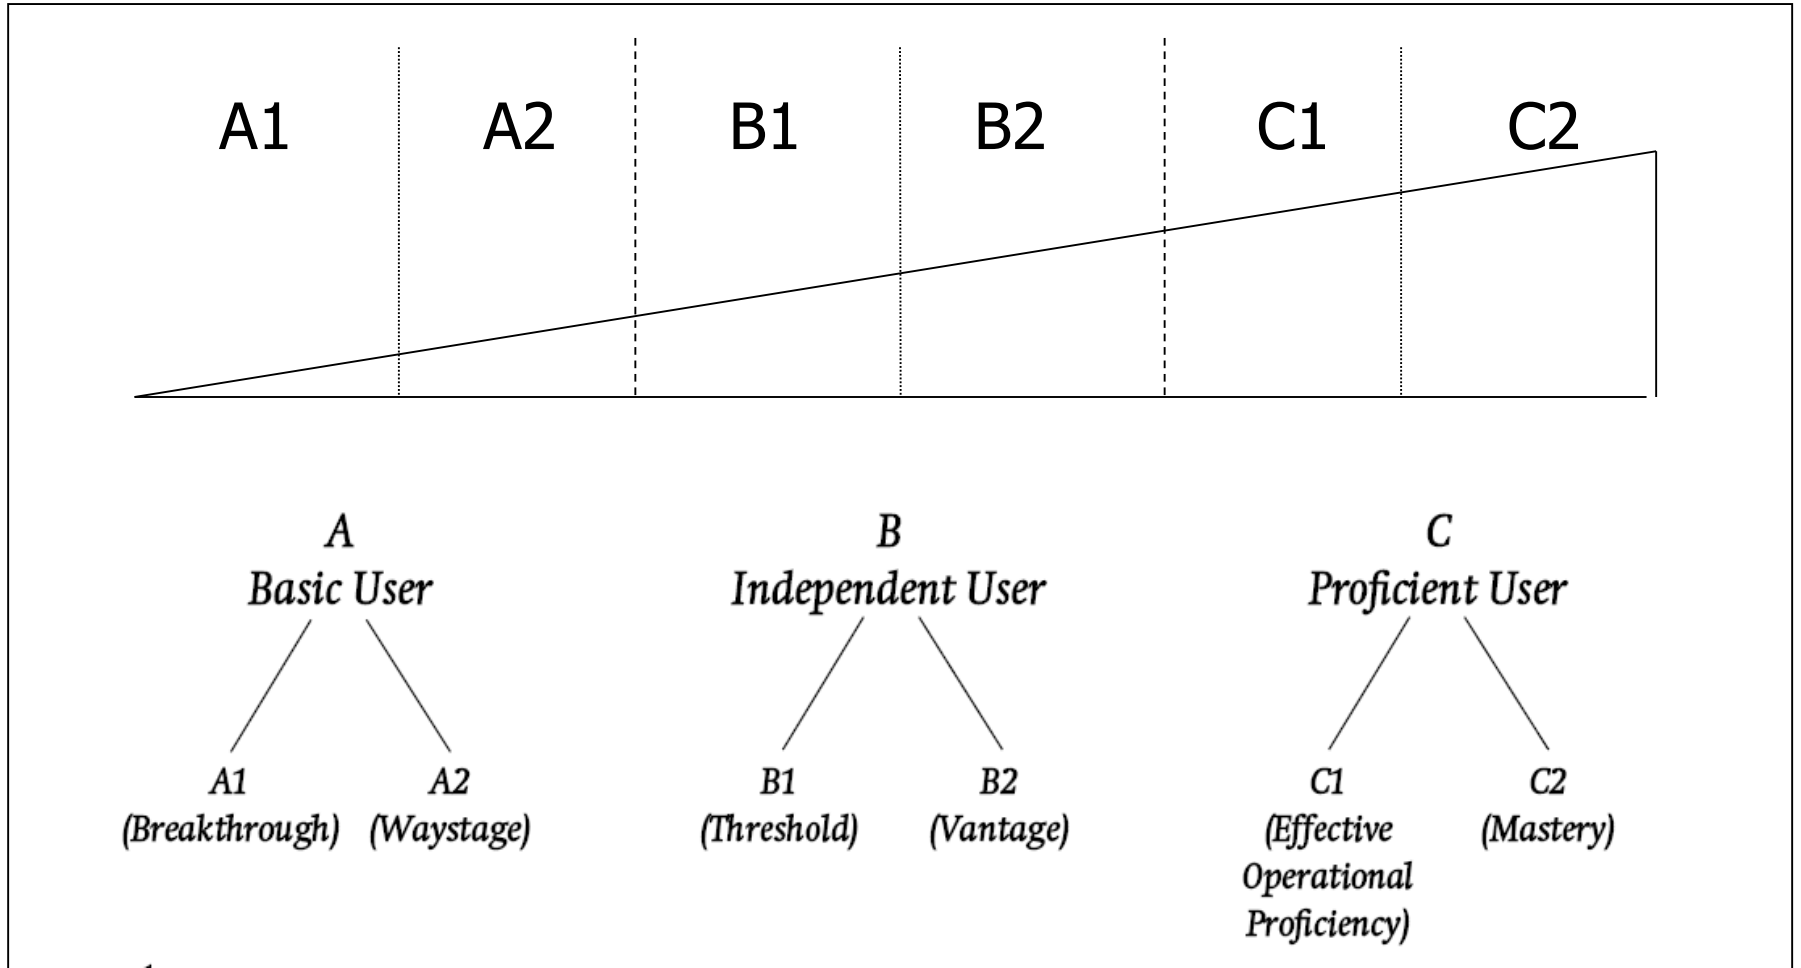 A1 A2 B1 B2 C1 C2
A B C
Basic User Independent User Proficient User
A1 A2 B1 B2 C1 C2
(Breakthrough) (Waystage) (Threshold) (Vantage) (Effective (Mastery)
Operational
Proficiency)